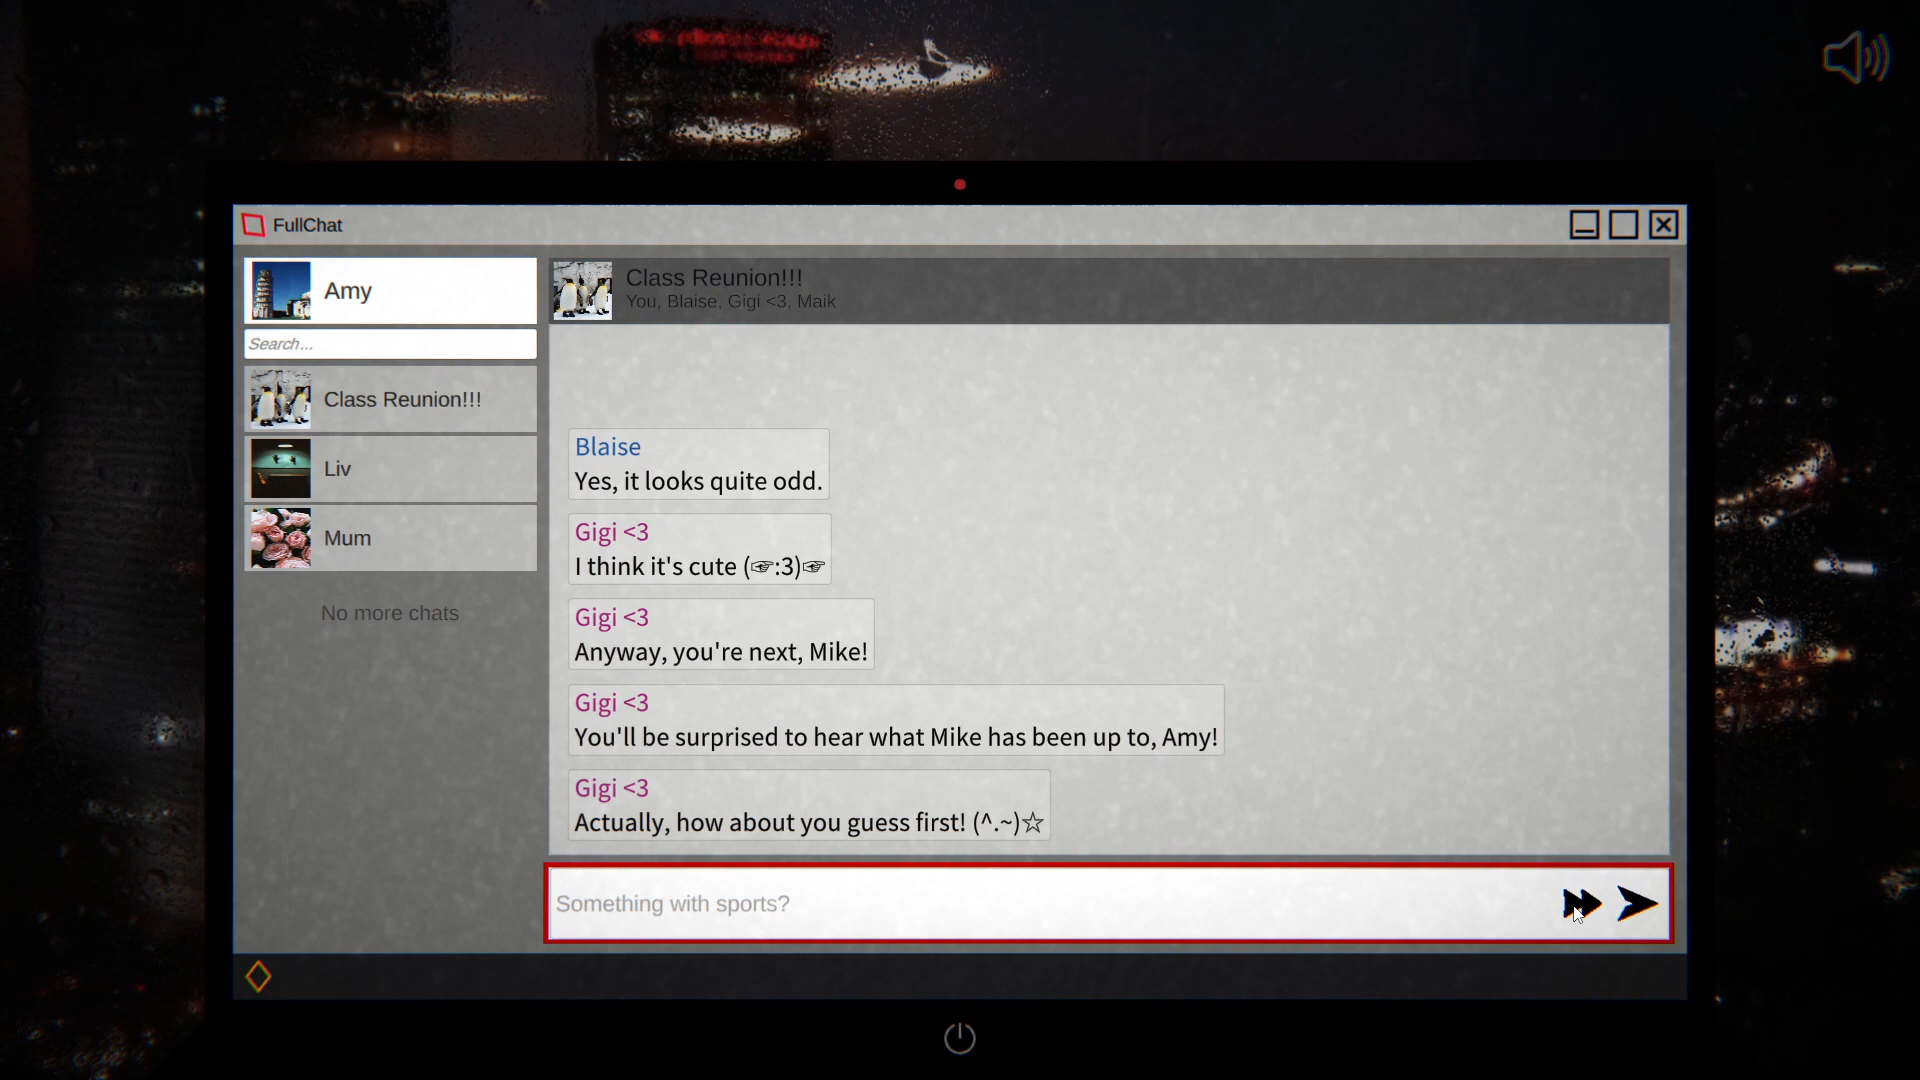 FullChat
Amy
Search...
Class Reunion!!!
Liv
Mum
No more chats
Class Reunion!!!
You, Blaise, Gigi <3, Maik
Blaise
Yes, it looks quite odd.
Gigi <3
I think it's cute (☞:3)☞
Gigi <3
Anyway, you're next, Mike!
Gigi <3
You'll be surprised to hear what Mike has been up to, Amy!
Gigi <3
Actually, how about you guess first! (^.~)☆
Something with sports?